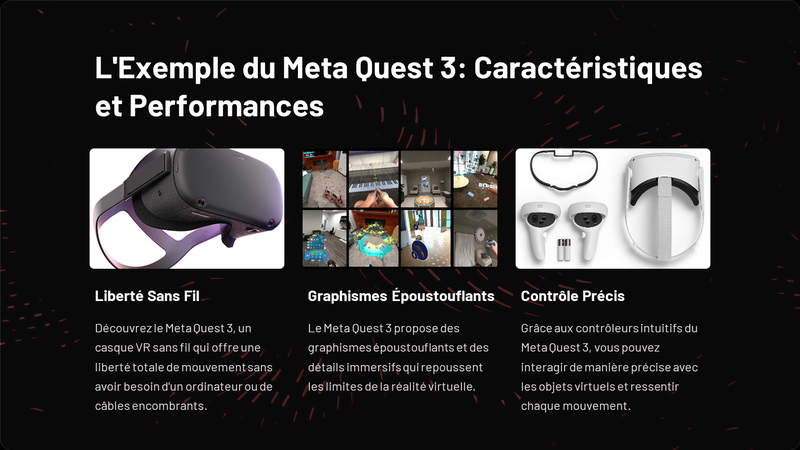 L'Exemple du Meta Quest 3: Caractéristiques
et Performances
Liberté Sans Fil
Découvrez le Meta Quest 3, un
casque VR sans fil qui offre une
liberté totale de mouvement sans
avoir besoin d'un ordinateur ou de
câbles encombrants.
Graphismes Époustouflants
Le Meta Quest 3 propose des
graphismes époustouflants et des
détails immersifs qui repoussent
les limites de la réalité virtuelle.
Contrôle Précis
Grâce aux contrôleurs intuitifs du
Meta Quest 3, vous pouvez
interagir de manière précise avec
les objets virtuels et ressentir
chaque mouvement.